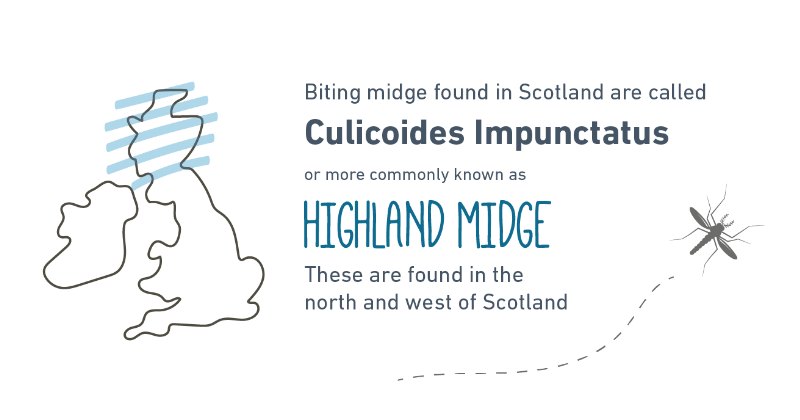 Biting midge found in Scotland are called
Culicoides Impunctatus
or more commonly known as
HIGHLAND MIDGE
These are found in the
north and west of Scotland